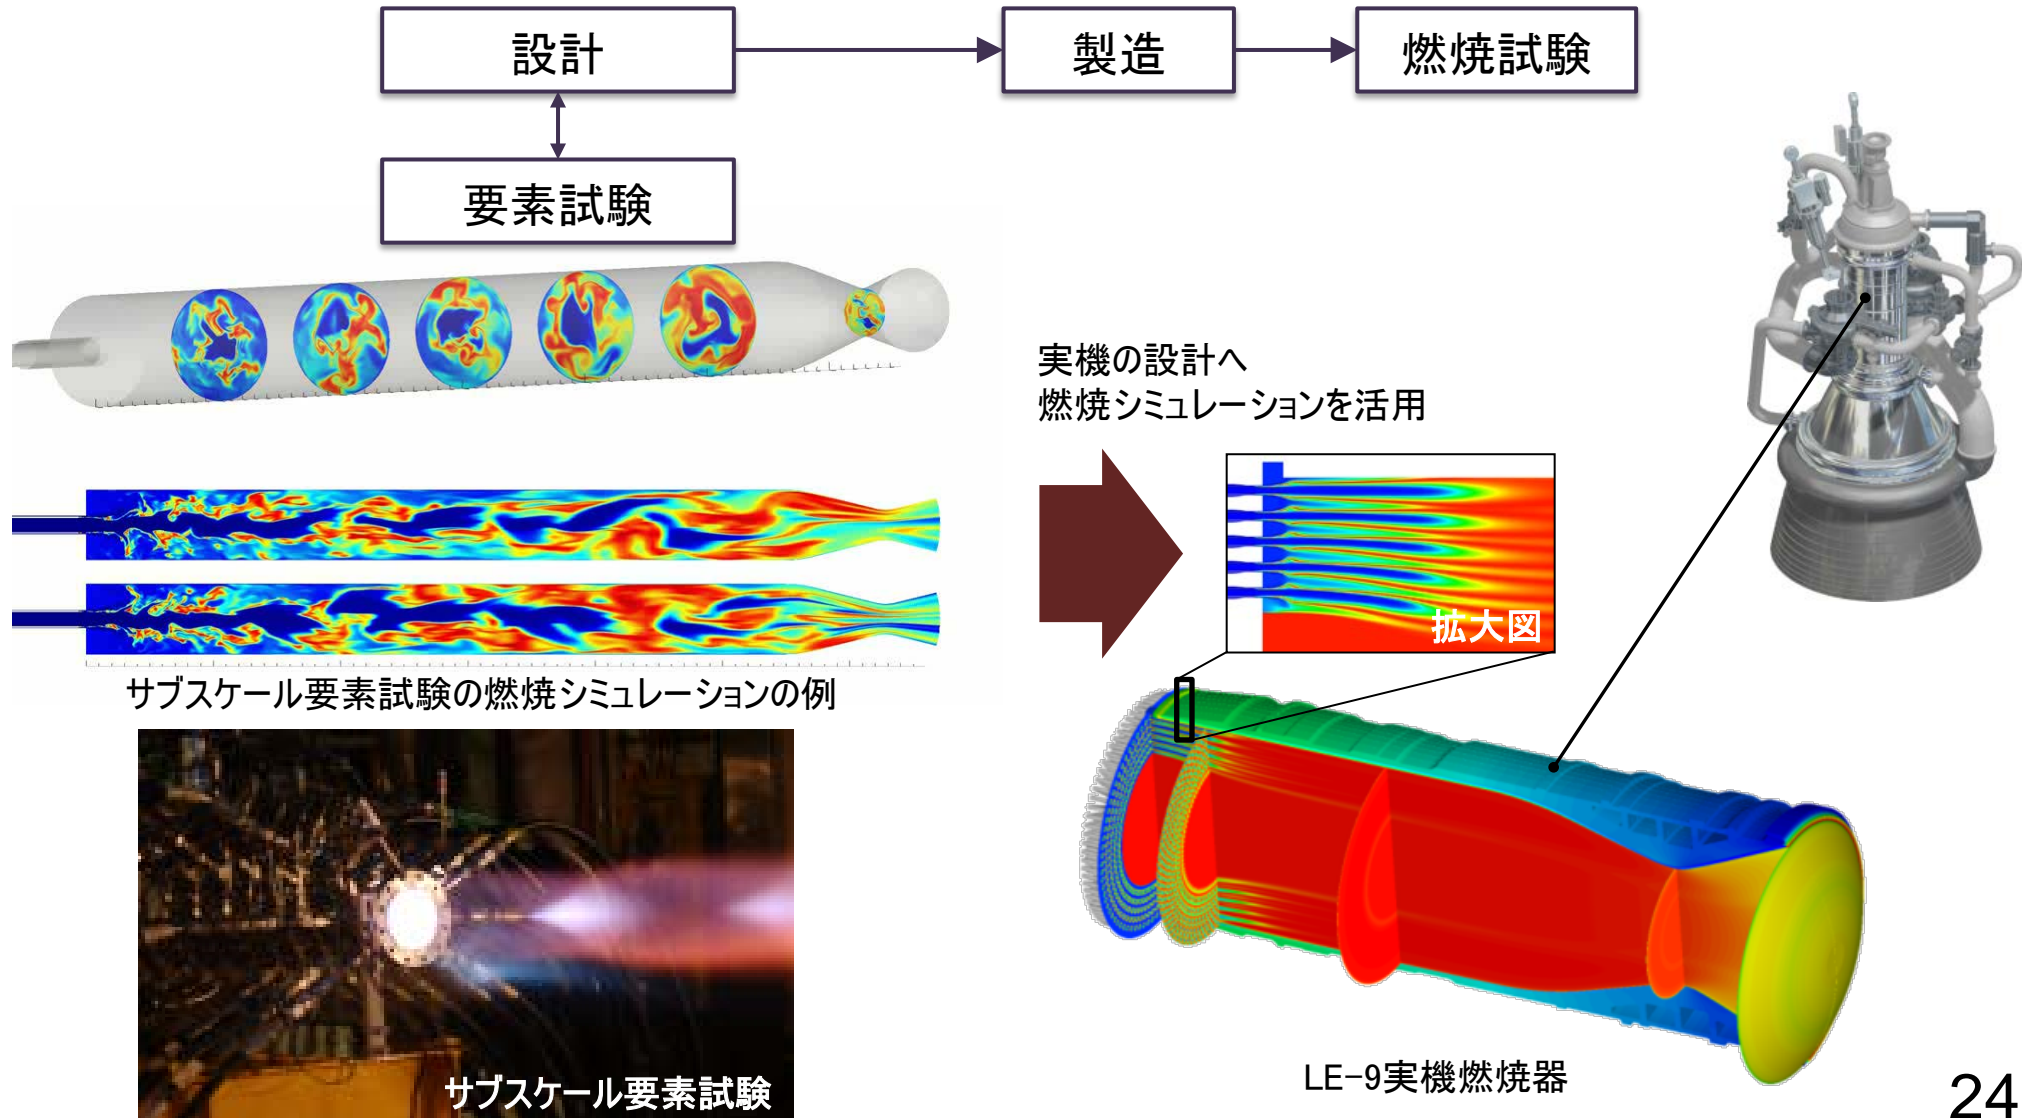 設計
製造
燃焼試験
要素試験
実機の設計へ
燃焼シミュレーションを活用
拡大図
サブスケール要素試験の燃焼シミュレーションの例
サブスケール要素試験
LE-9実機燃焼器
24